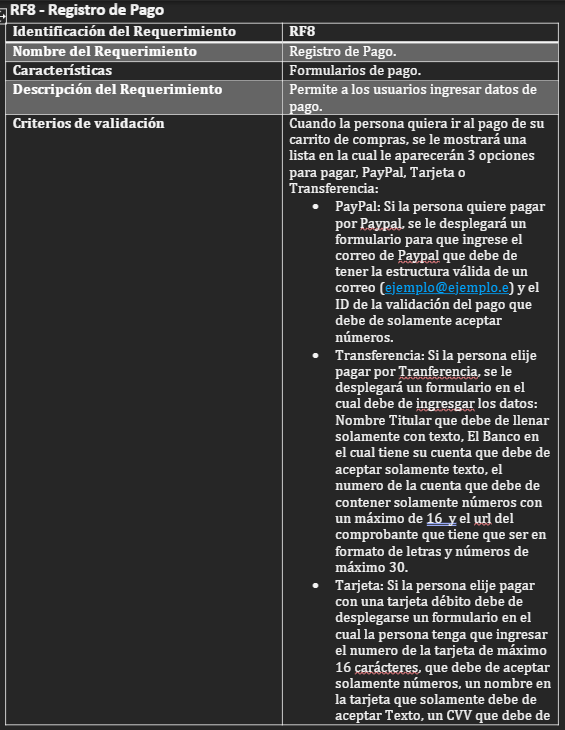 RF8 - Registro de Pago
Identificación del Requerimiento RF8
Nombre del Requerimiento Registro de Pago.
Características Formularios de pago.
Descripción del Requerimiento Permite a los usuarios ingresar datos de
pago.
Criterios de validación Cuando la persona quiera ir al pago de su
carrito de compras, se le mostrará una
lista en la cual le aparecerán 3 opciones
para pagar, PayPal, Tarjeta o
Transferencia:
• PayPal: Si la persona quiere pagar
por Paypal, se le desplegará un
formulario para que ingrese el
correo de Paypal que debe de
tener la estructura válida de un
correo (ejemplo@ejemplo.e) y el
ID de la validación del pago que
debe de solamente aceptar
números.
• Transferencia: Si la persona elije
pagar por Tranferencia, se le
desplegará un formulario en el
cual debe de ingresgar los datos:
Nombre Titular que debe de llenar
solamente con texto, El Banco en
el cual tiene su cuenta que debe de
aceptar solamente texto, el
numero de la cuenta que debe de
contener solamente números con
un máximo de 16 y el url del
comprobante que tiene que ser en
formato de letras y números de
máximo 30.
• Tarjeta: Si la persona elije pagar
con una tarjeta débito debe de
desplegarse un formulario en el
cual la persona tenga que ingresar
el numero de la tarjeta de máximo
16 carácteres, que debe de aceptar
solamente números, un nombre en
la tarjeta que solamente debe de
aceptar Texto, un CVV que debe de